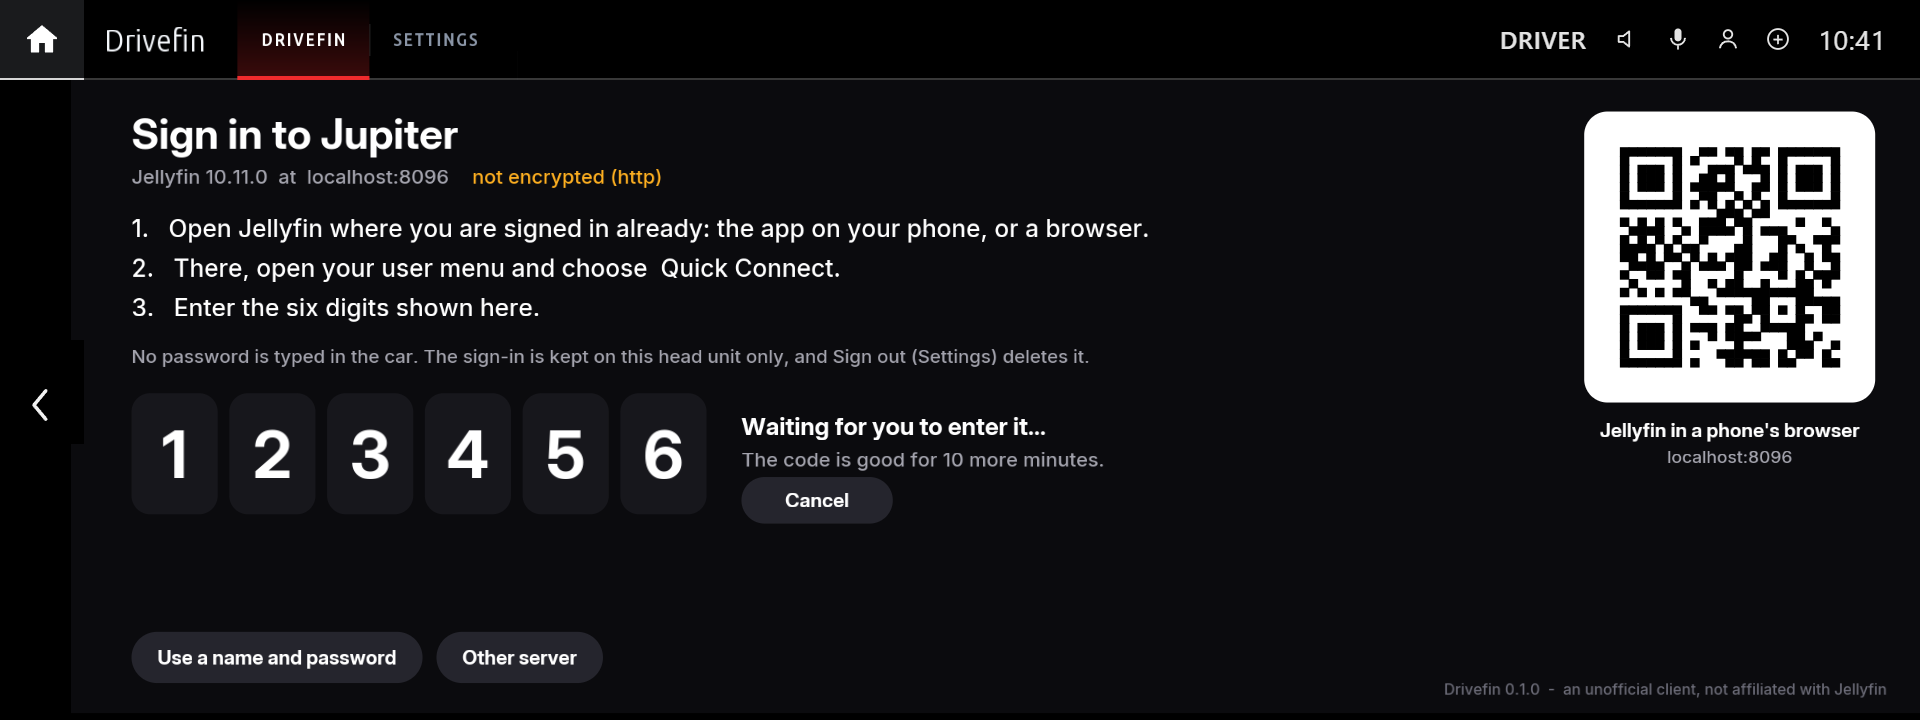 Drivefin
DRIVEFIN
SETTINGS
DRIVER
10:41
Sign in to Jupiter
Jellyfin 10.11.0 at localhost:8096 not encrypted (http)
1. Open Jellyfin where you are signed in already: the app on your phone, or a browser.
2. There, open your user menu and choose Quick Connect.
3. Enter the six digits shown here.
No password is typed in the car. The sign-in is kept on this head unit only, and Sign out (Settings) deletes it.
1 2 3 4 5 6
Waiting for you to enter it...
The code is good for 10 more minutes.
Cancel
Jellyfin in a phone's browser
localhost:8096
Use a name and password
Other server
Drivefin 0.1.0 - an unofficial client, not affiliated with Jellyfin